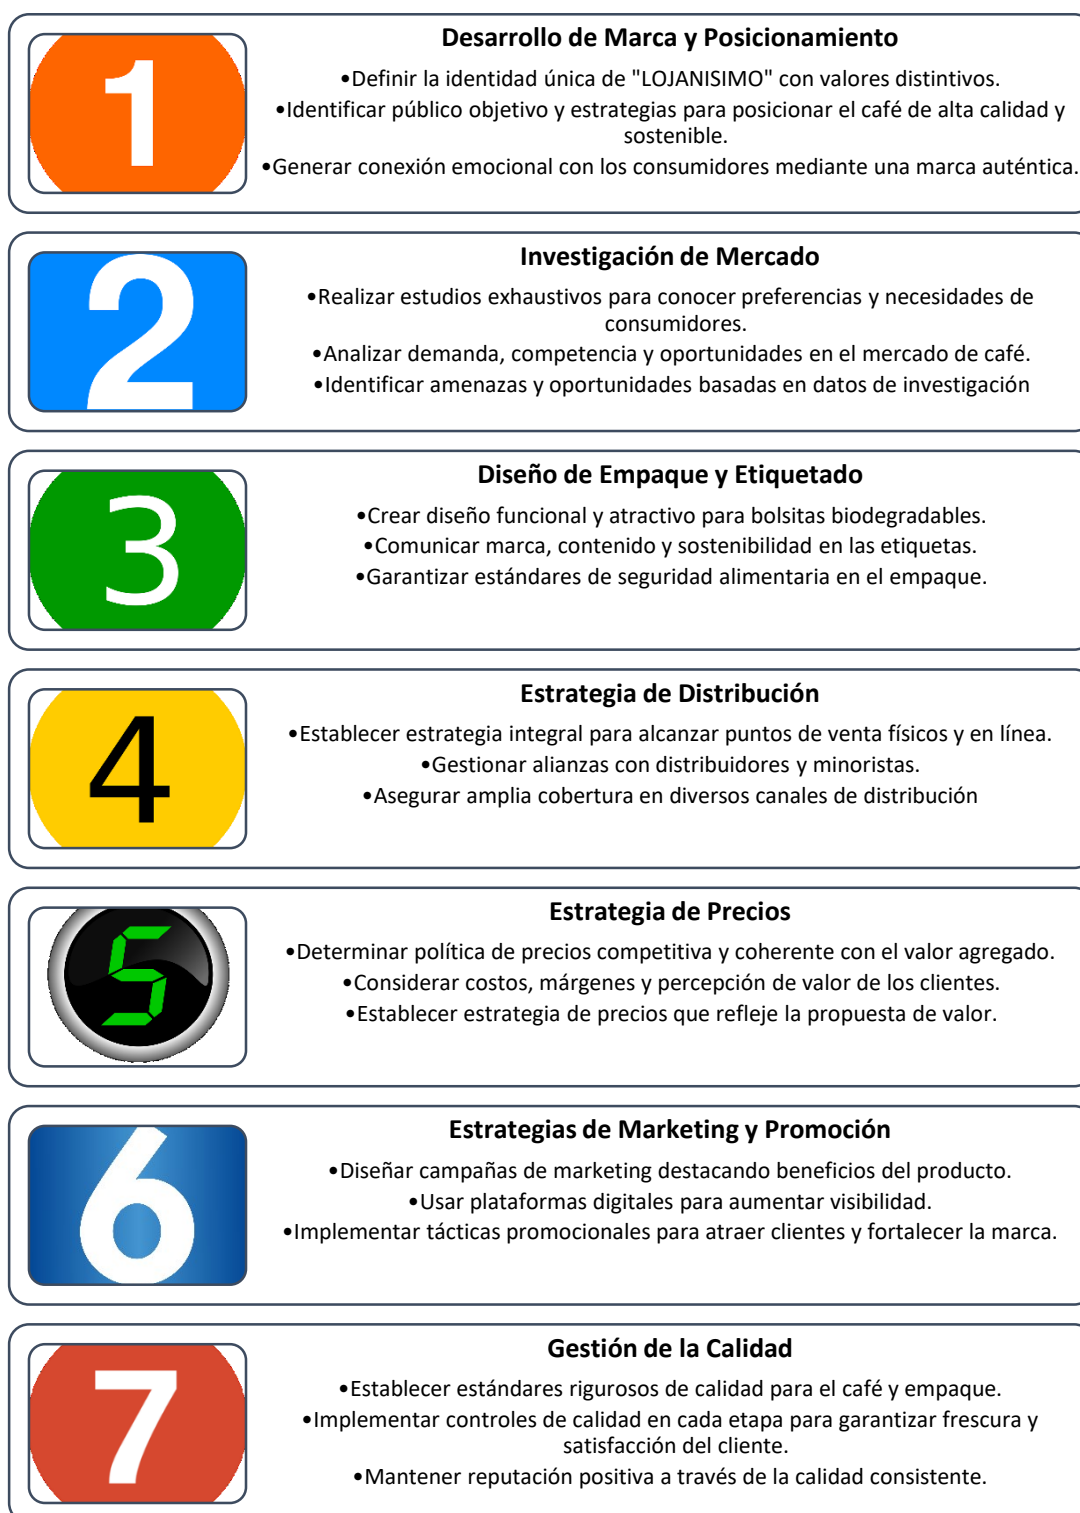 1
Desarrollo de Marca y Posicionamiento
•Definir la identidad única de "LOJANISIMO" con valores distintivos.
•Identificar público objetivo y estrategias para posicionar el café de alta calidad y
sostenible.
•Generar conexión emocional con los consumidores mediante una marca auténtica.
2
Investigación de Mercado
•Realizar estudios exhaustivos para conocer preferencias y necesidades de
consumidores.
•Analizar demanda, competencia y oportunidades en el mercado de café.
•Identificar amenazas y oportunidades basadas en datos de investigación
3
Diseño de Empaque y Etiquetado
•Crear diseño funcional y atractivo para bolsitas biodegradables.
•Comunicar marca, contenido y sostenibilidad en las etiquetas.
•Garantizar estándares de seguridad alimentaria en el empaque.
4
Estrategia de Distribución
•Establecer estrategia integral para alcanzar puntos de venta físicos y en línea.
•Gestionar alianzas con distribuidores y minoristas.
•Asegurar amplia cobertura en diversos canales de distribución
5
Estrategia de Precios
•Determinar política de precios competitiva y coherente con el valor agregado.
•Considerar costos, márgenes y percepción de valor de los clientes.
•Establecer estrategia de precios que refleje la propuesta de valor.
6
Estrategias de Marketing y Promoción
•Diseñar campañas de marketing destacando beneficios del producto.
•Usar plataformas digitales para aumentar visibilidad.
•Implementar tácticas promocionales para atraer clientes y fortalecer la marca.
7
Gestión de la Calidad
•Establecer estándares rigurosos de calidad para el café y empaque.
•Implementar controles de calidad en cada etapa para garantizar frescura y
satisfacción del cliente.
•Mantener reputación positiva a través de la calidad consistente.